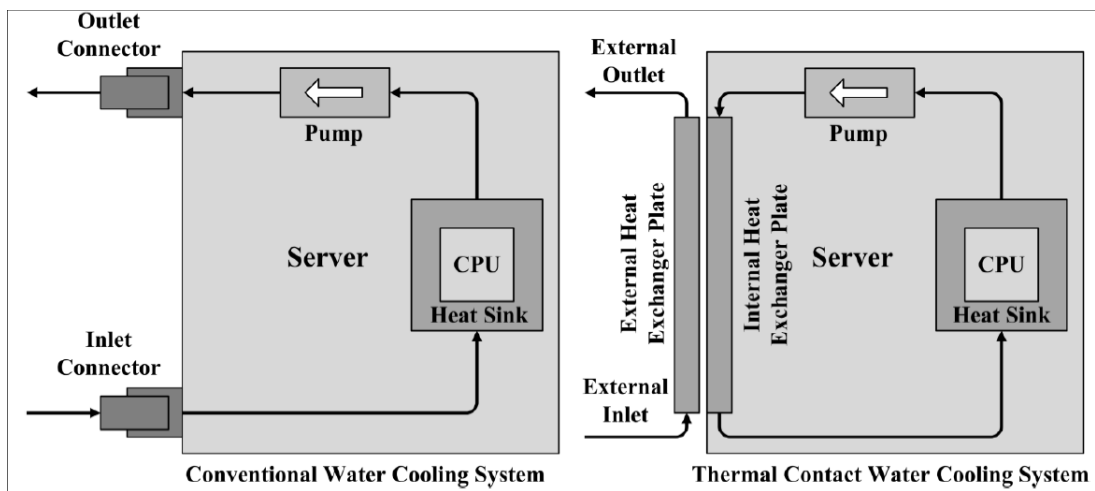 Outlet
Connector
Pump
Server
CPU
Heat Sink
Inlet
Connector
Conventional Water Cooling System
External
Outlet
Pump
External Heat
Exchanger Plate
Internal Heat
Exchanger Plate
Server
CPU
Heat Sink
External
Inlet
Thermal Contact Water Cooling System